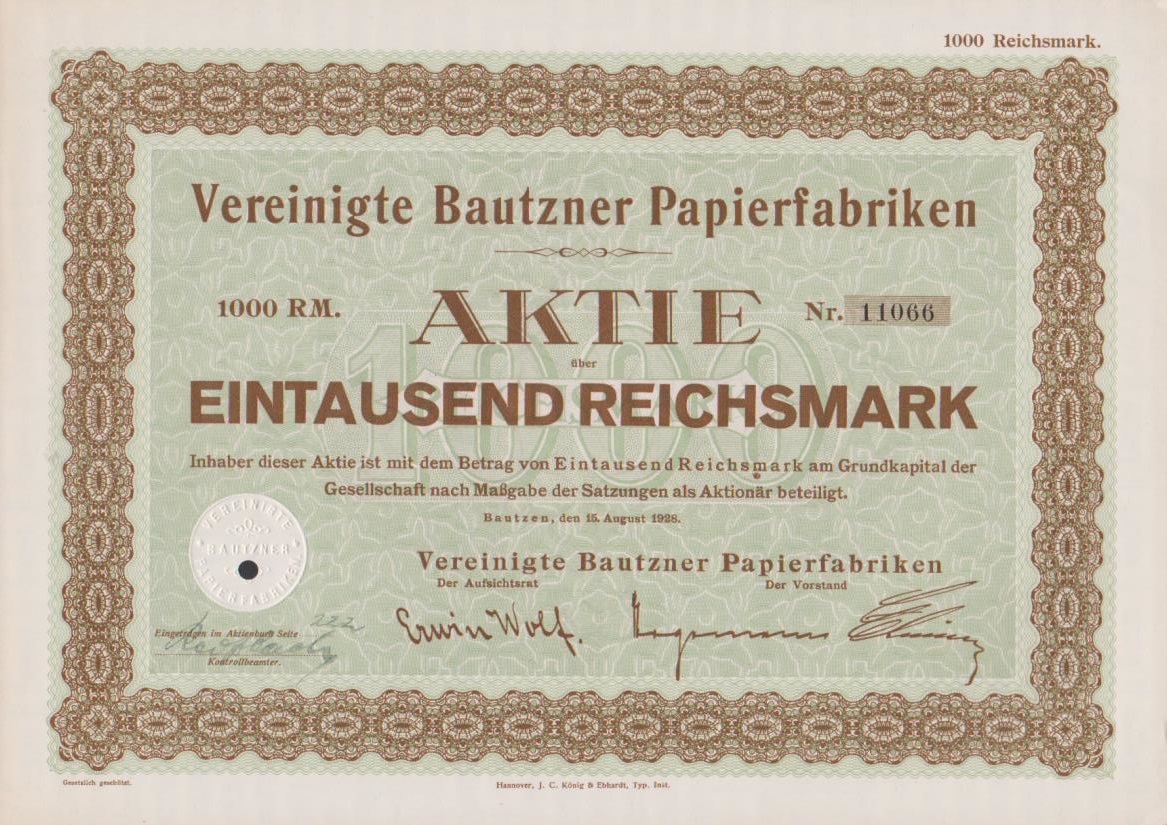 1000 Reichsmark.
Vereinigte Bautzner Papierfabriken
1000 RM. AKTIE Nr. 11066
über
EINTAUSEND REICHSMARK
Inhaber dieser Aktie ist mit dem Betrag von Eintausend Reichsmark am Grundkapital der
Gesellschaft nach Maßgabe der Satzungen als Aktionär beteiligt.
Bautzen, den 15. August 1928.
VEREINIGTE
BAUTZNER
PAPIERFABRIKEN
Vereinigte Bautzner Papierfabriken
Der Aufsichtsrat Der Vorstand
Erwin Wolf.
Eingetragen im Aktienbuch Seite 222
Kontrollbeamter.
1000
Gesetzlich geschützt.
Hannover, J. C. König & Ebhardt, Typ. Inst.